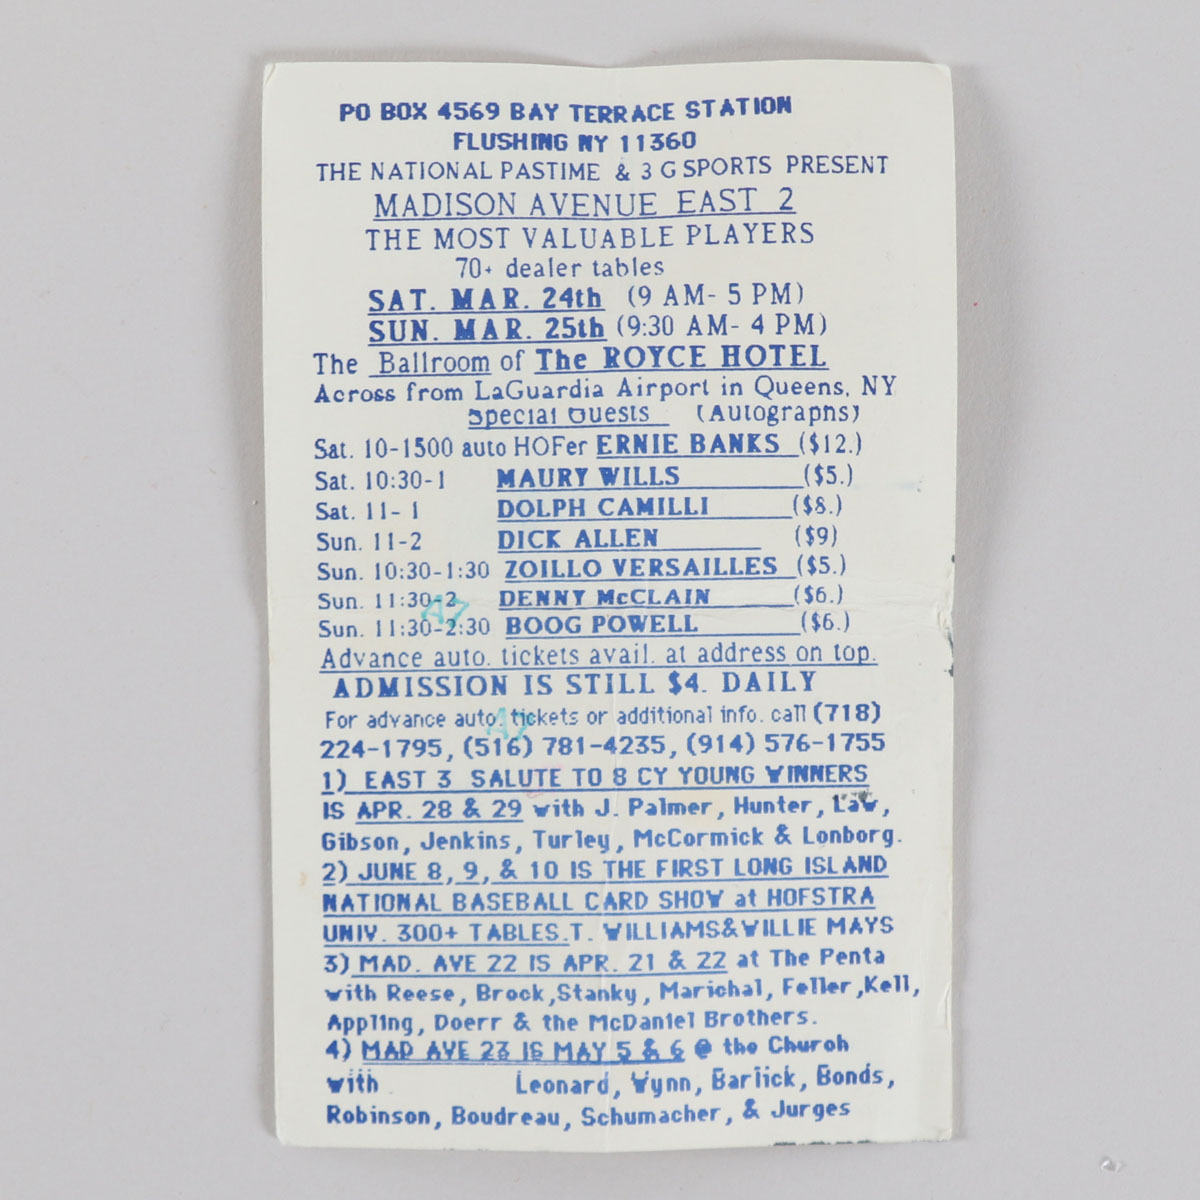 PO BOX 4569 BAY TERRACE STATION
FLUSHING NY 11360
THE NATIONAL PASTIME & 3 G SPORTS PRESENT
MADISON AVENUE EAST 2
THE MOST VALUABLE PLAYERS
70+ dealer tables
SAT. MAR. 24th (9 AM- 5 PM)
SUN. MAR. 25th (9:30 AM- 4 PM)
The Ballroom of The ROYCE HOTEL
Across from LaGuardia Airport in Queens, NY
Special Guests (Autographs)
Sat. 10-1500 auto HOFer ERNIE BANKS ($12.)
Sat. 10:30-1 MAURY WILLS ($5.)
Sat. 11- 1 DOLPH CAMILLI ($8.)
Sun. 11-2 DICK ALLEN ($9)
Sun. 10:30-1:30 ZOILLO VERSAILLES ($5.)
Sun. 11:30-2 DENNY McCLAIN ($6.)
A7
Sun. 11:30-2:30 BOOG POWELL ($6.)
Advance auto. tickets avail. at address on top.
ADMISSION IS STILL $4. DAILY
For advance auto. tickets or additional info. call (718)
224-1795, (516) 781-4235, (914) 576-1755
1) EAST 3 SALUTE TO 8 CY YOUNG WINNERS
IS APR. 28 & 29 with J. Palmer, Hunter, Law,
Gibson, Jenkins, Turley, McCormick & Lonborg.
2) JUNE 8, 9, & 10 IS THE FIRST LONG ISLAND
NATIONAL BASEBALL CARD SHOW at HOFSTRA
UNIV. 300+ TABLES.T. WILLIAMS&WILLIE MAYS
3) MAD. AVE 22 IS APR. 21 & 22 at The Penta
with Reese, Brock,Stanky, Marichal, Feller,Kell,
Appling, Doerr & the McDaniel Brothers.
4) MAD AVE 23 IS MAY 5 & 6 @ the Church
with Leonard, Wynn, Barlick, Bonds,
Robinson, Boudreau, Schumacher, & Jurges